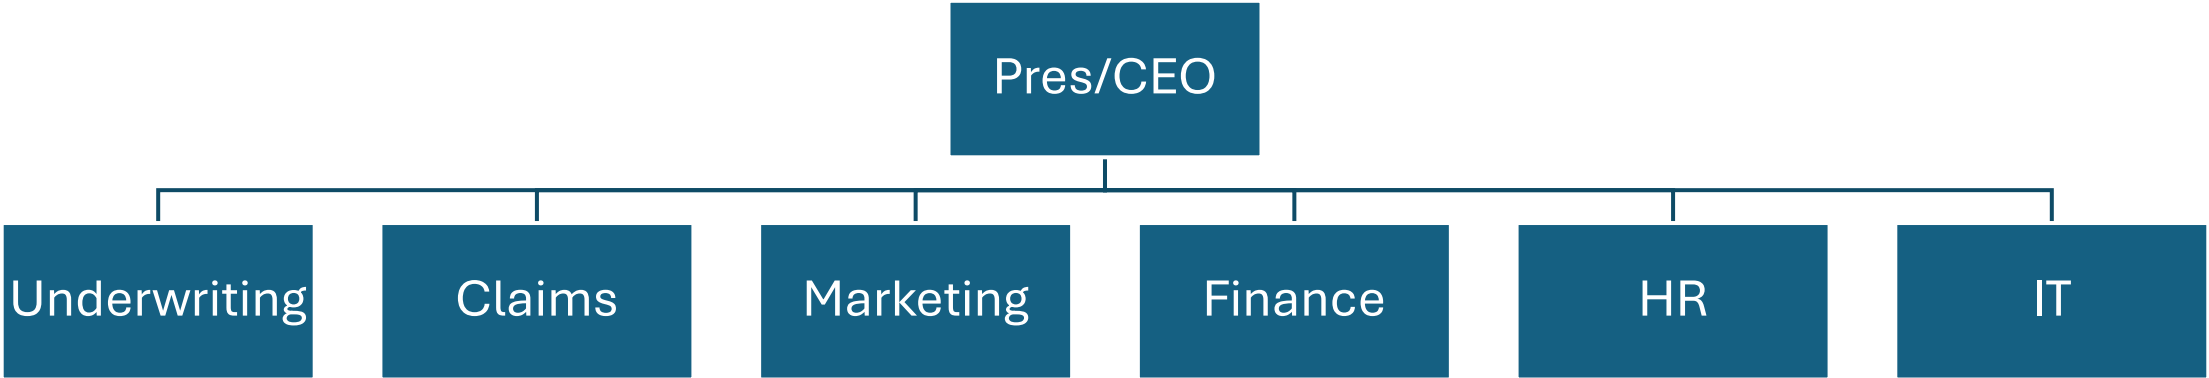 Pres/CEO
Underwriting
Claims
Marketing
Finance
HR
IT